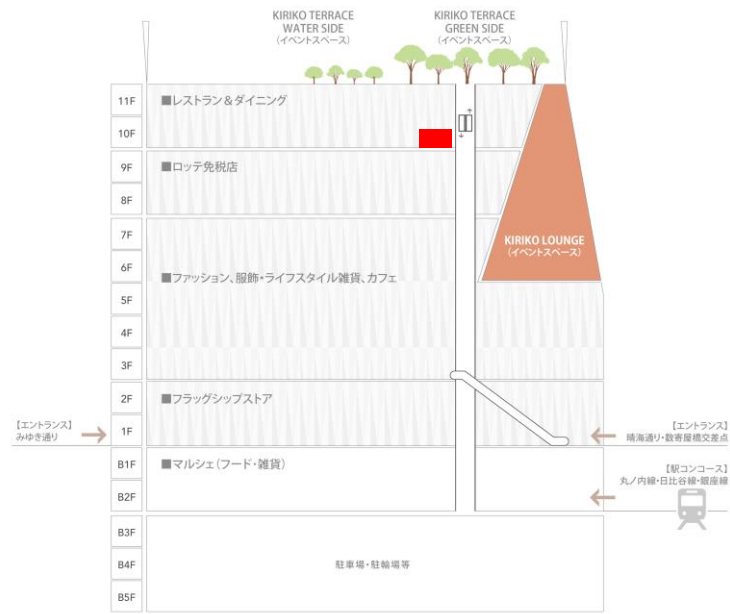 KIRIKO TERRACE
WATER SIDE
(イベントスペース)
KIRIKO TERRACE
GREEN SIDE
(イベントスペース)
11F
■レストラン&ダイニング
10F
9F
■ロッテ免税店
8F
7F
KIRIKO LOUNGE
(イベントスペース)
6F
■ファッション、服飾・ライフスタイル雑貨、カフェ
5F
4F
3F
2F
■フラッグシップストア
【エントランス】
みゆき通り
1F
【エントランス】
晴海通り・数寄屋橋交差点
B1F
■マルシェ(フード・雑貨)
【駅コンコース】
丸ノ内線・日比谷線・銀座線
B2F
B3F
B4F
駐車場・駐輪場等
B5F